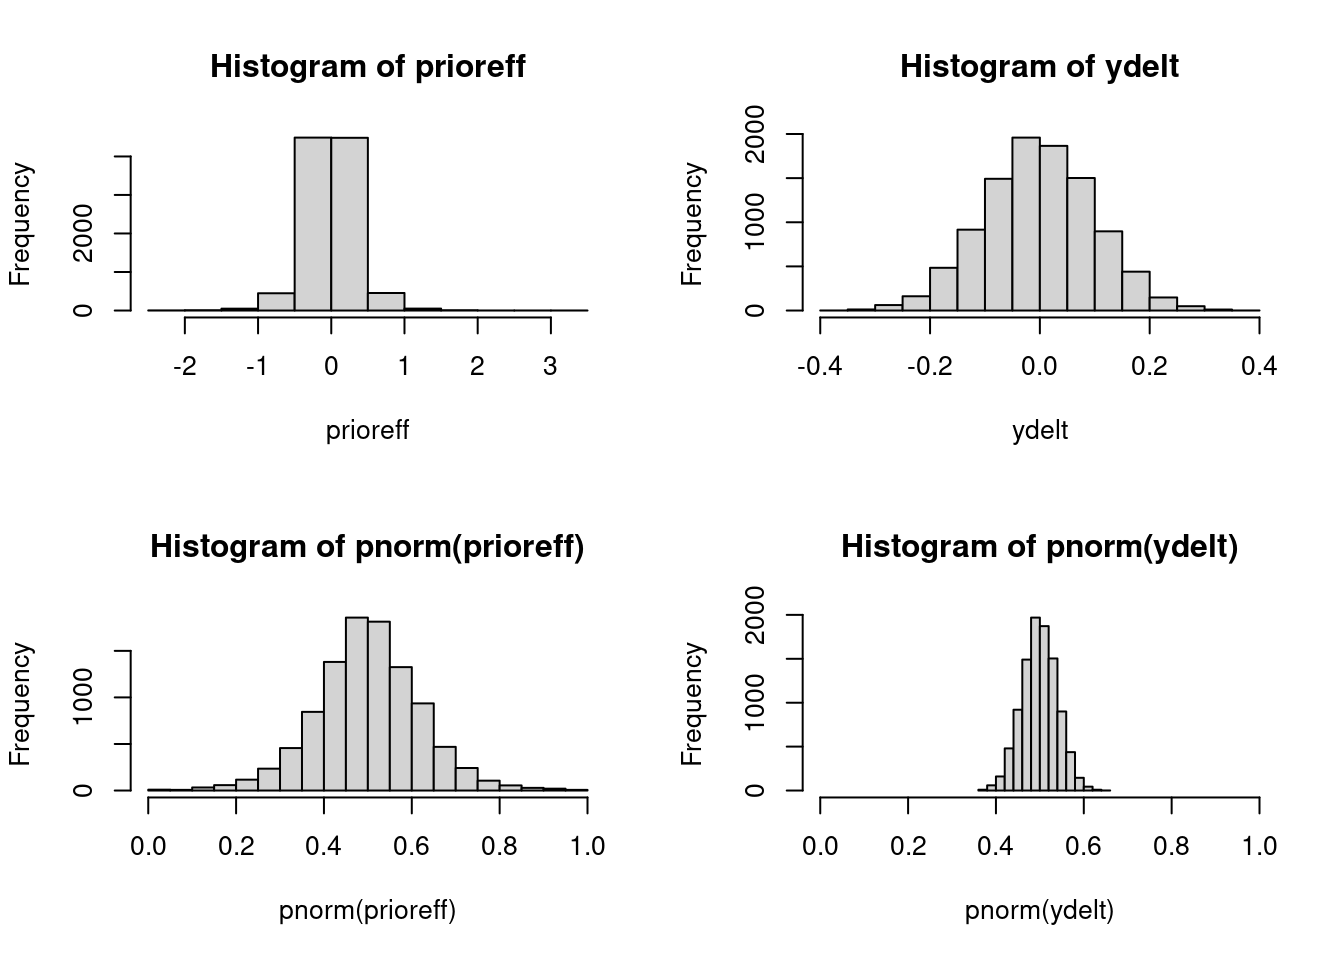 Histogram of prioreff
Frequency
0 2000
-2 -1 0 1 2 3
prioreff
Histogram of ydelt
Frequency
0 1000 2000
-0.4 -0.2 0.0 0.2 0.4
ydelt
Histogram of pnorm(prioreff)
Frequency
0 1000
0.0 0.2 0.4 0.6 0.8 1.0
pnorm(prioreff)
Histogram of pnorm(ydelt)
Frequency
0 1000 2000
0.0 0.2 0.4 0.6 0.8 1.0
pnorm(ydelt)